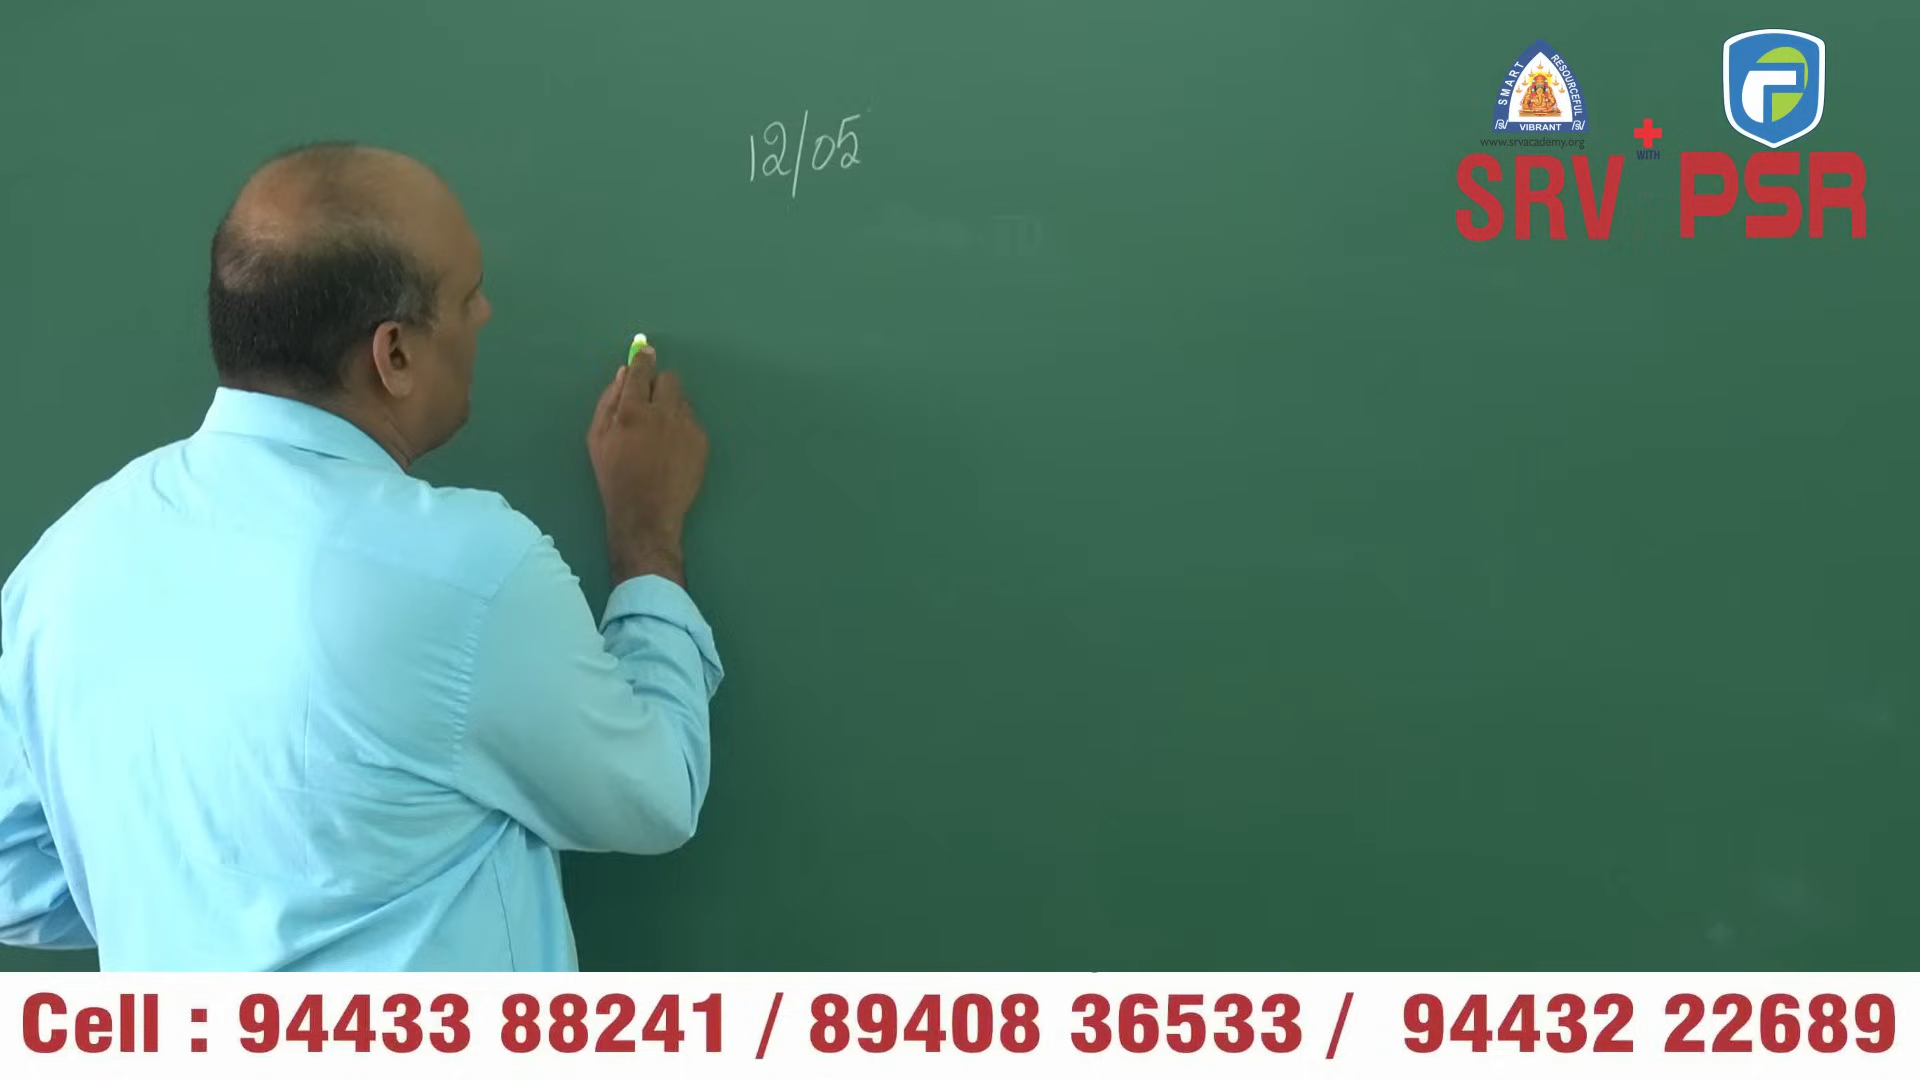 12/05
SMART RESOURCEFUL
VIBRANT
www.srvacademy.org
WITH
SRV + PSR
Cell : 94433 88241 / 89408 36533 / 94432 22689